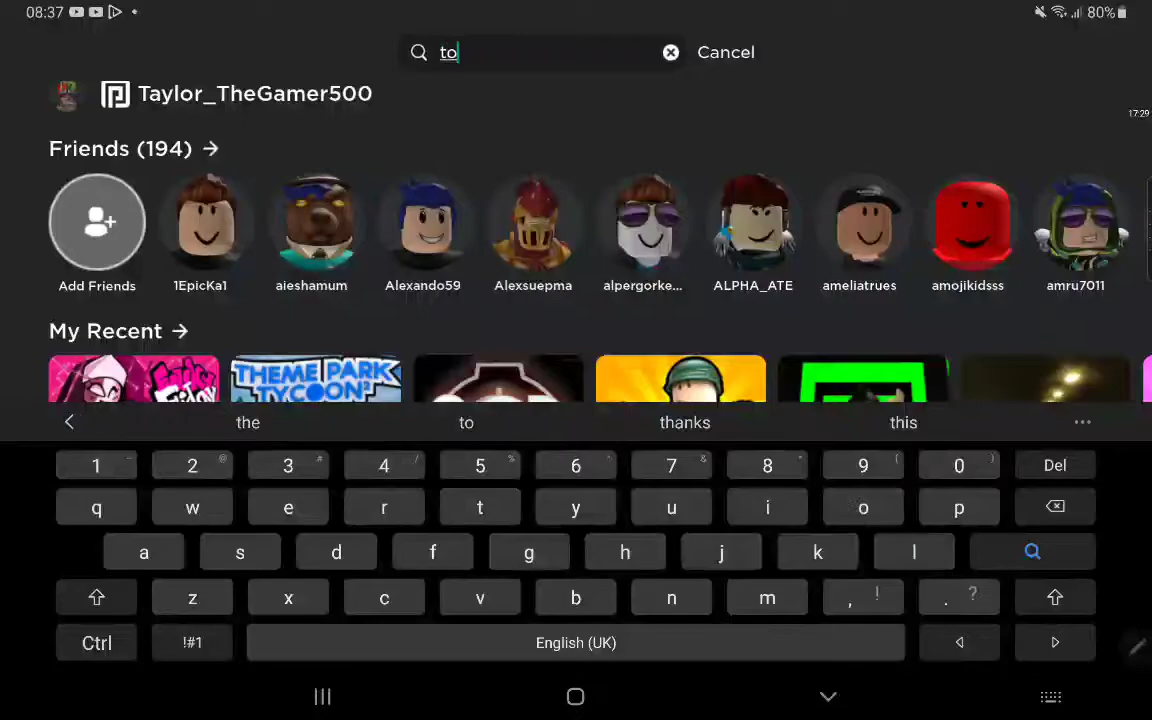 08:37 80%
to Cancel
Taylor_TheGamer500
17:29
Friends (194) →
Add Friends 1EpicKa1 aieshamum Alexando59 Alexsuepma alpergorke... ALPHA_ATE ameliatrues amojikidsss amru7011
My Recent →
THEME PARK
TYCOON 2
the to thanks this ...
1 2 @ 3 # 4 / 5 % 6 ^ 7 & 8 * 9 ( 0 ) Del
q w e r t y u i o p
a s d f g h j k l
z x c v b n m , ! . ?
Ctrl !#1 English (UK)